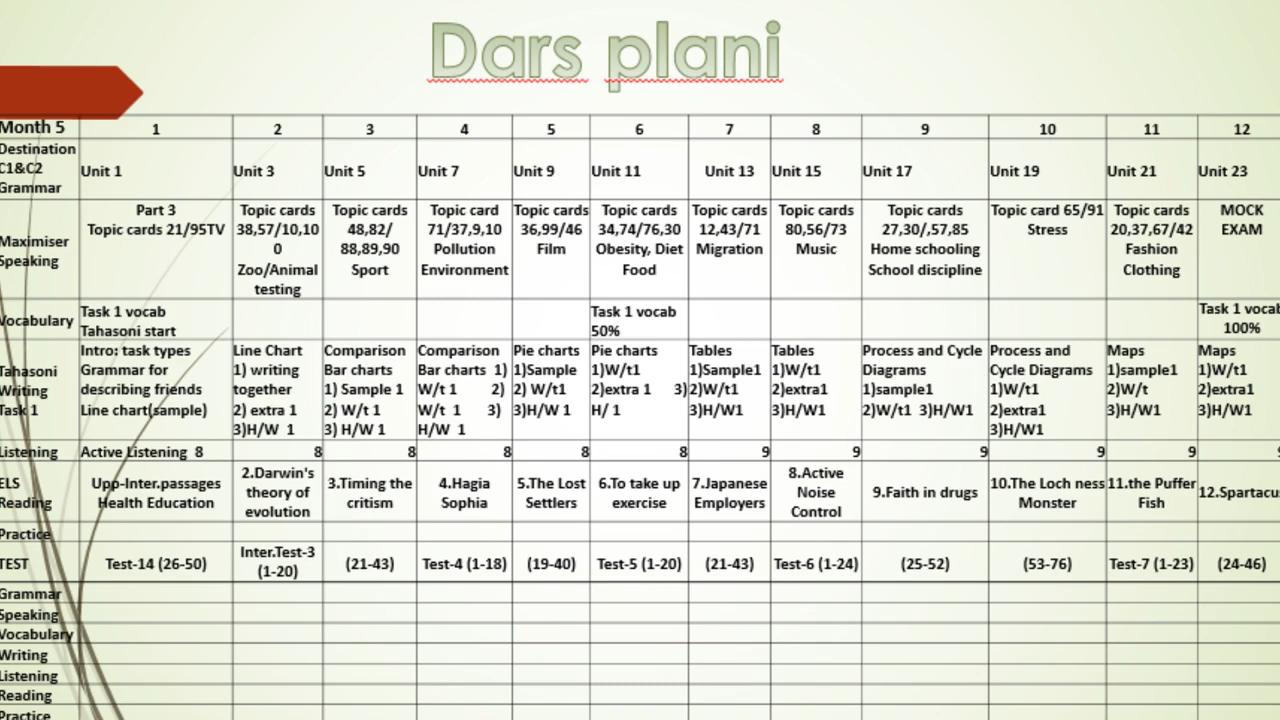 Dars plani
Month 5 1 2 3 4 5 6 7 8 9 10 11 12
Destination C1&C2 Grammar Unit 1 Unit 3 Unit 5 Unit 7 Unit 9 Unit 11 Unit 13 Unit 15 Unit 17 Unit 19 Unit 21 Unit 23
Maximiser Speaking
Part 3
Topic cards 21/95TV
Topic cards
38,57/10,10
0
Zoo/Animal
testing
Topic cards
48,82/
88,89,90
Sport
Topic card
71/37,9,10
Pollution
Environment
Topic cards
36,99/46
Film
Topic cards
34,74/76,30
Obesity, Diet
Food
Topic cards
12,43/71
Migration
Topic cards
80,56/73
Music
Topic cards
27,30/,57,85
Home schooling
School discipline
Topic card 65/91
Stress
Topic cards
20,37,67/42
Fashion
Clothing
MOCK
EXAM
Vocabulary
Task 1 vocab
Tahasoni start
Task 1 vocab
50%
Task 1 vocab
100%
Tahasoni
Writing
Task 1
Intro: task types
Grammar for
describing friends
Line chart(sample)
Line Chart
1) writing
together
2) extra 1
3)H/W 1
Comparison
Bar charts
1) Sample 1
2) W/t 1
3) H/W 1
Comparison
Bar charts 1)
W/t 1 2)
W/t 1 3)
H/W 1
Pie charts
1)Sample
2) W/t1
3)H/W 1
Pie charts
1)W/t1
2)extra 1 3)
H/ 1
Tables
1)Sample1
2)W/t1
3)H/W1
Tables
1)W/t1
2)extra1
3)H/W1
Process and Cycle
Diagrams
1)sample1
2)W/t1 3)H/W1
Process and
Cycle Diagrams
1)W/t1
2)extra1
3)H/W1
Maps
1)sample1
2)W/t
3)H/W1
Maps
1)W/t1
2)extra1
3)H/W1
Listening Active Listening 8 8 8 8 8 8 9 9 9 9 9 9
ELS
Reading
Upp-Inter.passages
Health Education
2.Darwin's
theory of
evolution
3.Timing the
critism
4.Hagia
Sophia
5.The Lost
Settlers
6.To take up
exercise
7.Japanese
Employers
8.Active
Noise
Control
9.Faith in drugs
10.The Loch ness
Monster
11.the Puffer
Fish
12.Spartacus
Practice
TEST Test-14 (26-50)
Inter.Test-3
(1-20)
(21-43) Test-4 (1-18) (19-40) Test-5 (1-20) (21-43) Test-6 (1-24) (25-52) (53-76) Test-7 (1-23) (24-46)
Grammar
Speaking
Vocabulary
Writing
Listening
Reading
Practice